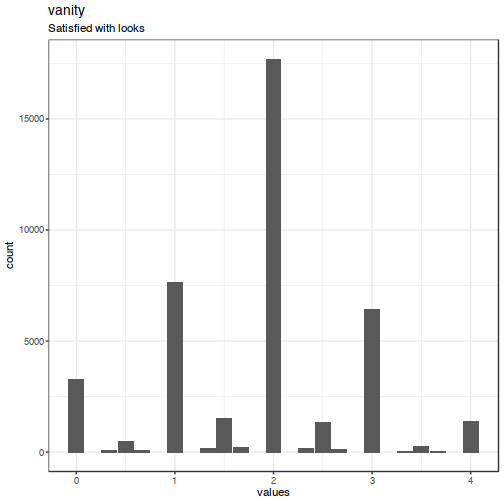 vanity
Satisfied with looks
15000
10000
5000
0
count
0 1 2 3 4
values